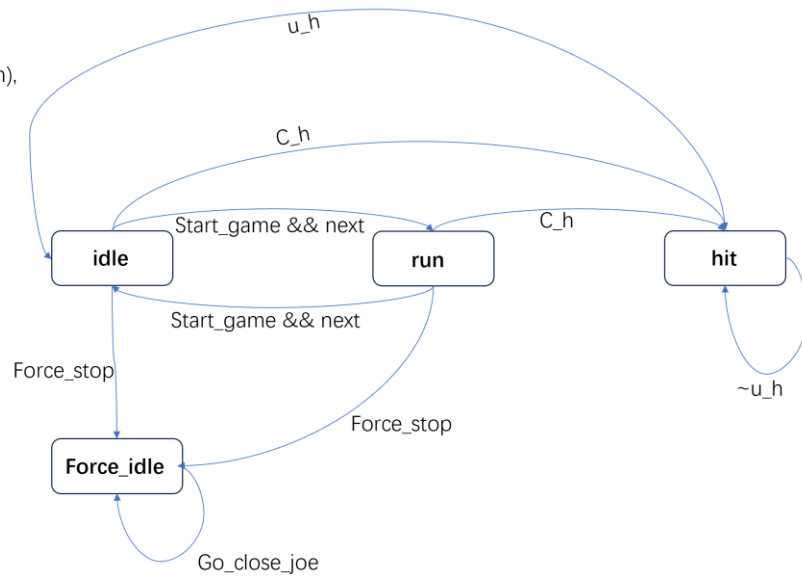 u_h
n),
C_h
Start_game && next
C_h
idle
run
hit
Start_game && next
Force_stop
~u_h
Force_stop
Force_idle
Go_close_joe